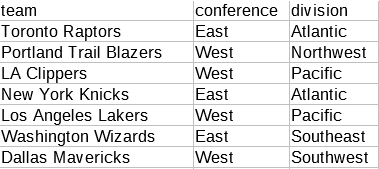 team conference division
Toronto Raptors East Atlantic
Portland Trail Blazers West Northwest
LA Clippers West Pacific
New York Knicks East Atlantic
Los Angeles Lakers West Pacific
Washington Wizards East Southeast
Dallas Mavericks West Southwest